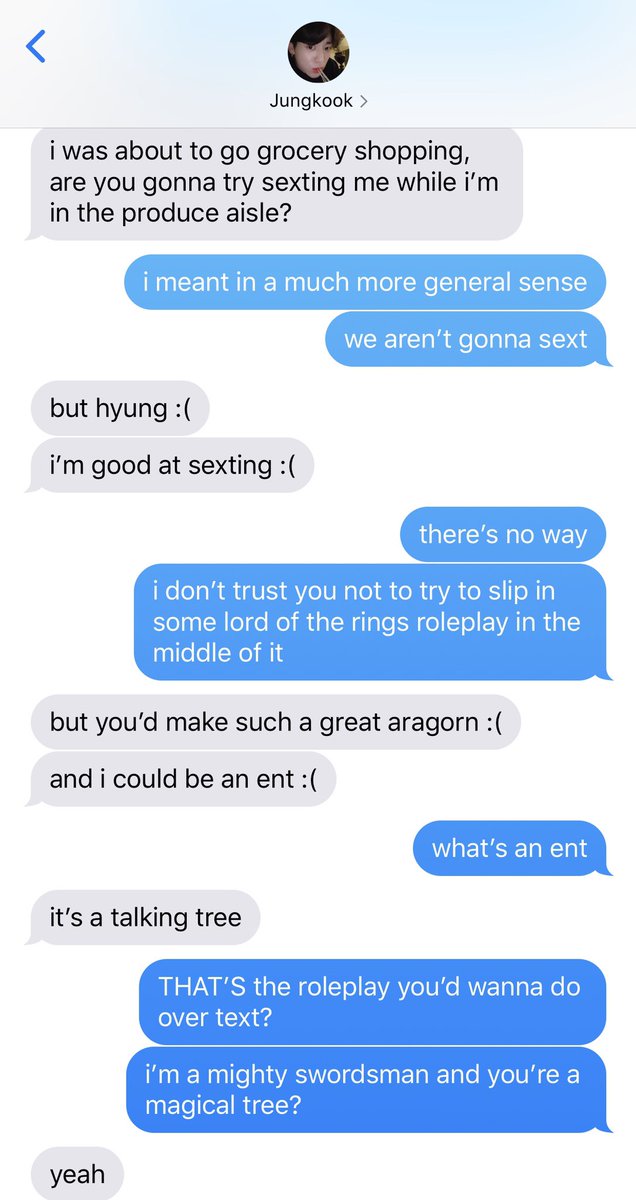 Jungkook
i was about to go grocery shopping,
are you gonna try sexting me while i'm
in the produce aisle?
i meant in a much more general sense
we aren't gonna sext
but hyung :(
i'm good at sexting :(
there's no way
i don't trust you not to try to slip in
some lord of the rings roleplay in the
middle of it
but you'd make such a great aragorn :(
and i could be an ent :(
what's an ent
it's a talking tree
THAT'S the roleplay you'd wanna do
over text?
i'm a mighty swordsman and you're a
magical tree?
yeah